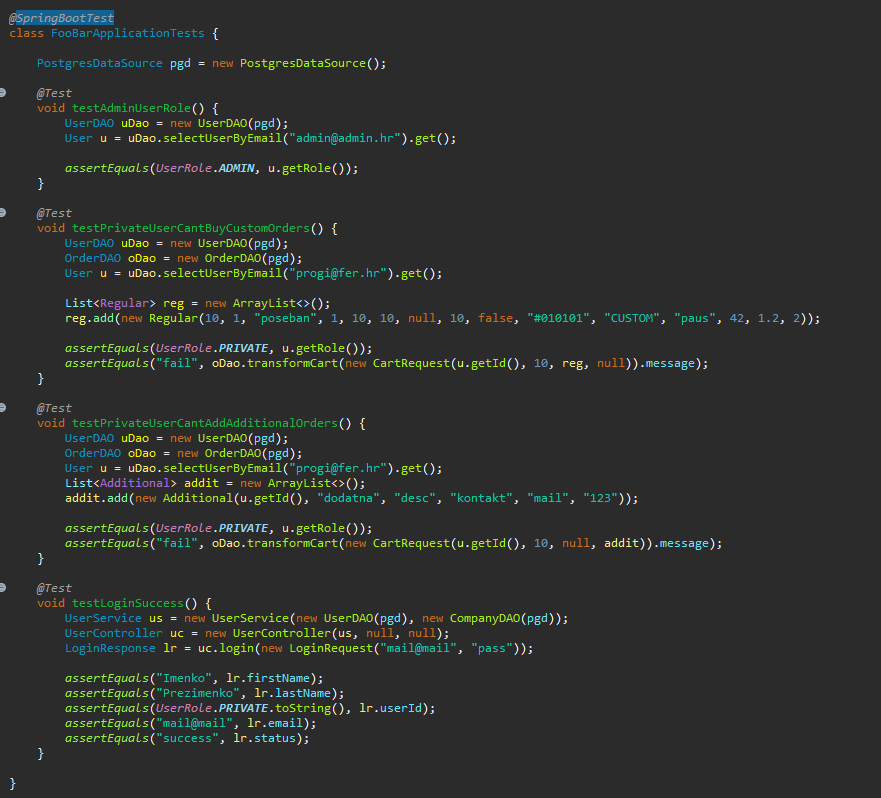 @SpringBootTest
class FooBarApplicationTests {
PostgresDataSource pgd = new PostgresDataSource();
@Test
void testAdminUserRole() {
UserDAO uDao = new UserDAO(pgd);
User u = uDao.selectUserByEmail("admin@admin.hr").get();
assertEquals(UserRole.ADMIN, u.getRole());
}
@Test
void testPrivateUserCantBuyCustomOrders() {
UserDAO uDao = new UserDAO(pgd);
OrderDAO oDao = new OrderDAO(pgd);
User u = uDao.selectUserByEmail("progi@fer.hr").get();
List<Regular> reg = new ArrayList<>();
reg.add(new Regular(10, 1, "poseban", 1, 10, 10, null, 10, false, "#010101", "CUSTOM", "paus", 42, 1.2, 2));
assertEquals(UserRole.PRIVATE, u.getRole());
assertEquals("fail", oDao.transformCart(new CartRequest(u.getId(), 10, reg, null)).message);
}
@Test
void testPrivateUserCantAddAdditionalOrders() {
UserDAO uDao = new UserDAO(pgd);
OrderDAO oDao = new OrderDAO(pgd);
User u = uDao.selectUserByEmail("progi@fer.hr").get();
List<Additional> addit = new ArrayList<>();
addit.add(new Additional(u.getId(), "dodatna", "desc", "kontakt", "mail", "123"));
assertEquals(UserRole.PRIVATE, u.getRole());
assertEquals("fail", oDao.transformCart(new CartRequest(u.getId(), 10, null, addit)).message);
}
@Test
void testLoginSuccess() {
UserService us = new UserService(new UserDAO(pgd), new CompanyDAO(pgd));
UserController uc = new UserController(us, null, null);
LoginResponse lr = uc.login(new LoginRequest("mail@mail", "pass"));
assertEquals("Imenko", lr.firstName);
assertEquals("Prezimenko", lr.lastName);
assertEquals(UserRole.PRIVATE.toString(), lr.userId);
assertEquals("mail@mail", lr.email);
assertEquals("success", lr.status);
}
}